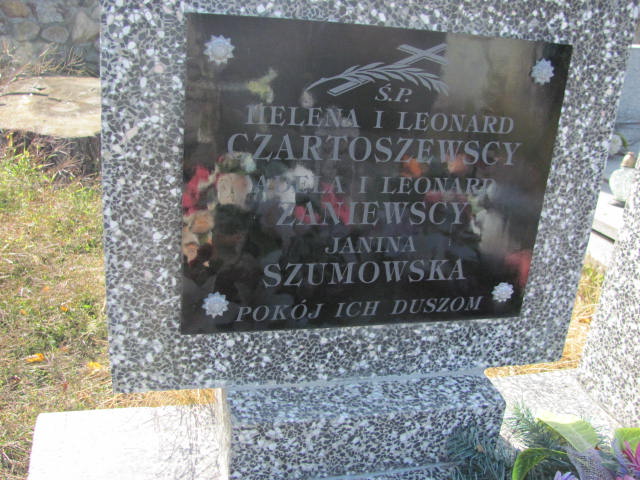 Ś.P.
HELENA I LEONARD
CZARTOSZEWSCY
ADELA I LEONARD
ZANIEWSCY
JANINA
SZUMOWSKA
POKÓJ ICH DUSZOM